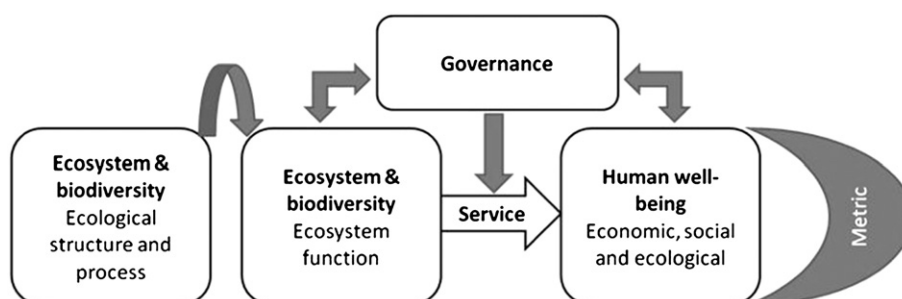 Governance
Ecosystem &
biodiversity
Ecological
structure and
process
Ecosystem &
biodiversity
Ecosystem
function
Service
Human well-
being
Economic, social
and ecological
Metric